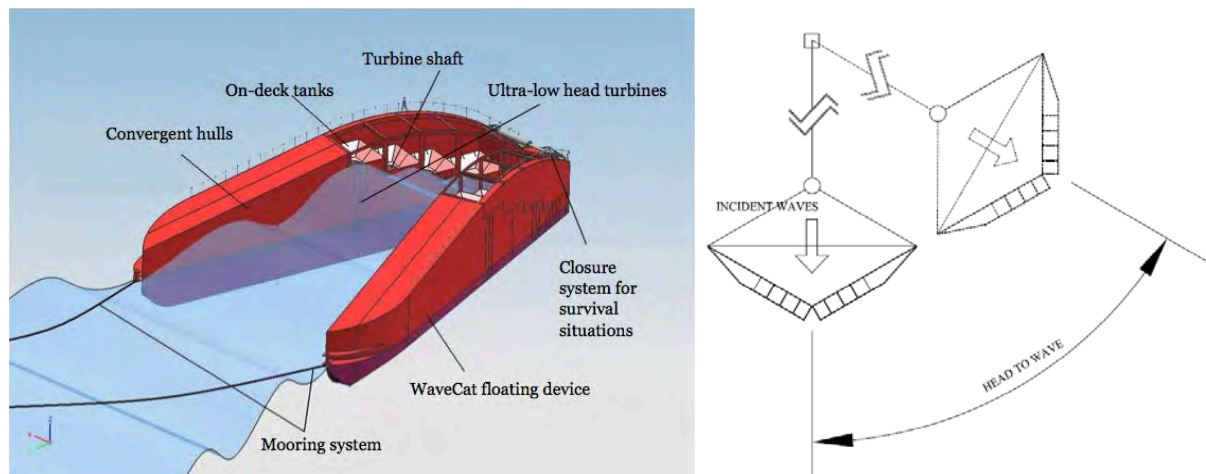 Turbine shaft
On-deck tanks
Ultra-low head turbines
Convergent hulls
Closure
system for
survival
situations
WaveCat floating device
Mooring system
INCIDENT WAVES
HEAD TO WAVE